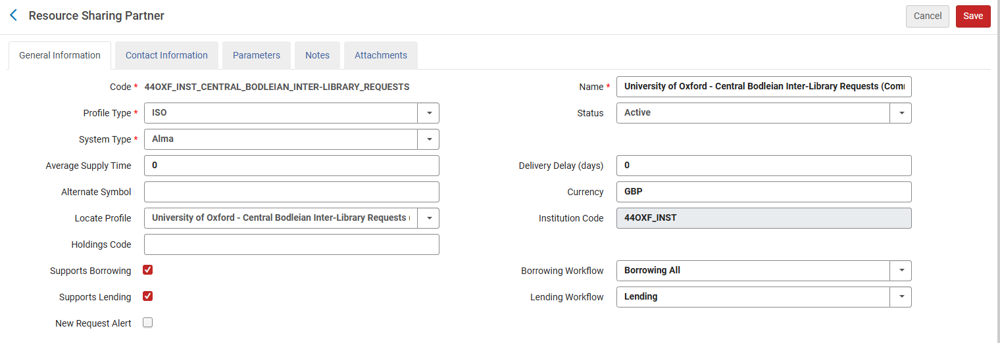 Resource Sharing Partner
Cancel
Save
General Information
Contact Information
Parameters
Notes
Attachments
Code * 44OXF_INST_CENTRAL_BODLEIAN_INTER-LIBRARY_REQUESTS
Name * University of Oxford - Central Bodleian Inter-Library Requests (Com
Profile Type * ISO
Status Active
System Type * Alma
Average Supply Time 0
Delivery Delay (days) 0
Alternate Symbol
Currency GBP
Locate Profile University of Oxford - Central Bodleian Inter-Library Requests (
Institution Code 44OXF_INST
Holdings Code
Supports Borrowing
Borrowing Workflow Borrowing All
Supports Lending
Lending Workflow Lending
New Request Alert